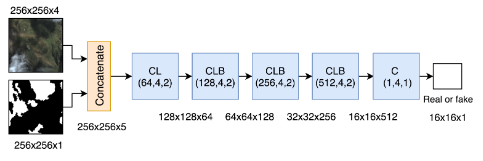 256x256x4
256x256x1
Concatenate
256x256x5
CL
(64,4,2)
128x128x64
CLB
(128,4,2)
64x64x128
CLB
(256,4,2)
32x32x256
CLB
(512,4,2)
16x16x512
C
(1,4,1)
Real or fake
16x16x1